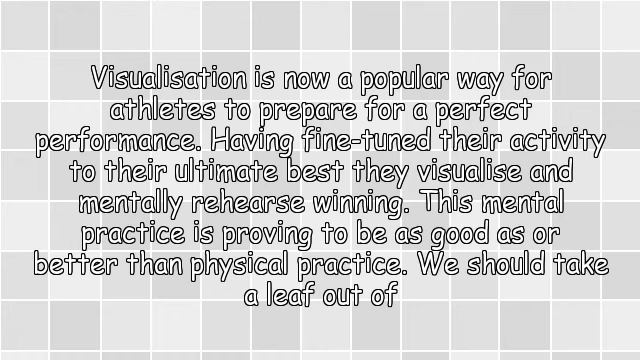 Visualisation is now a popular way for
athletes to prepare for a perfect
performance. Having fine-tuned their activity
to their ultimate best they visualise and
mentally rehearse winning. This mental
practice is proving to be as good as or
better than physical practice. We should take
a leaf out of